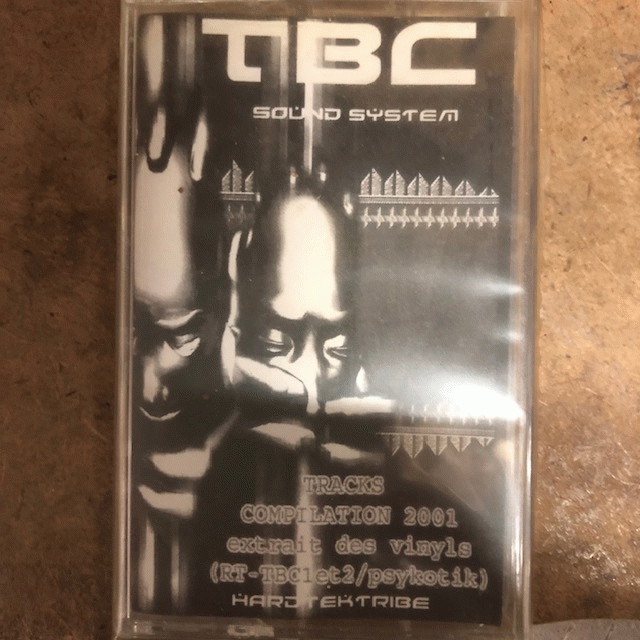 TBC
SOUND SYSTEM
TRACKS
COMPILATION 2001
extrait des vinyls
(RT-TBC1et2/psykotik)
HARDTEKTRIBE